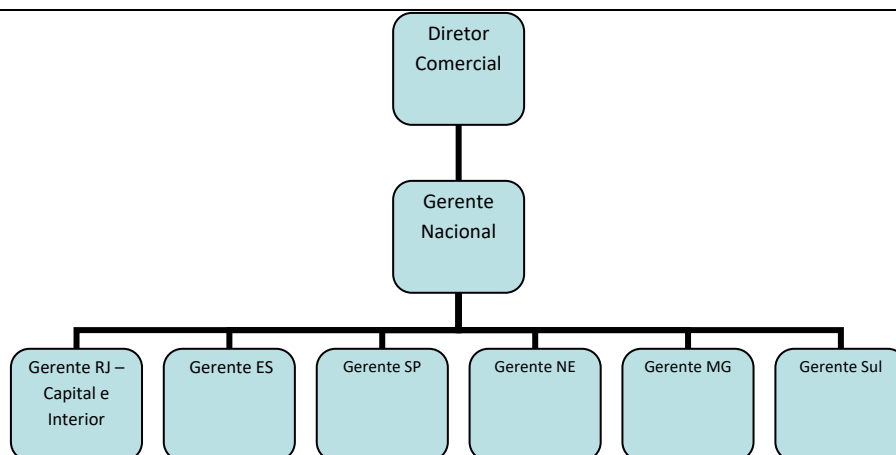 Diretor
Comercial
Gerente
Nacional
Gerente RJ –
Capital e
Interior
Gerente ES
Gerente SP
Gerente NE
Gerente MG
Gerente Sul